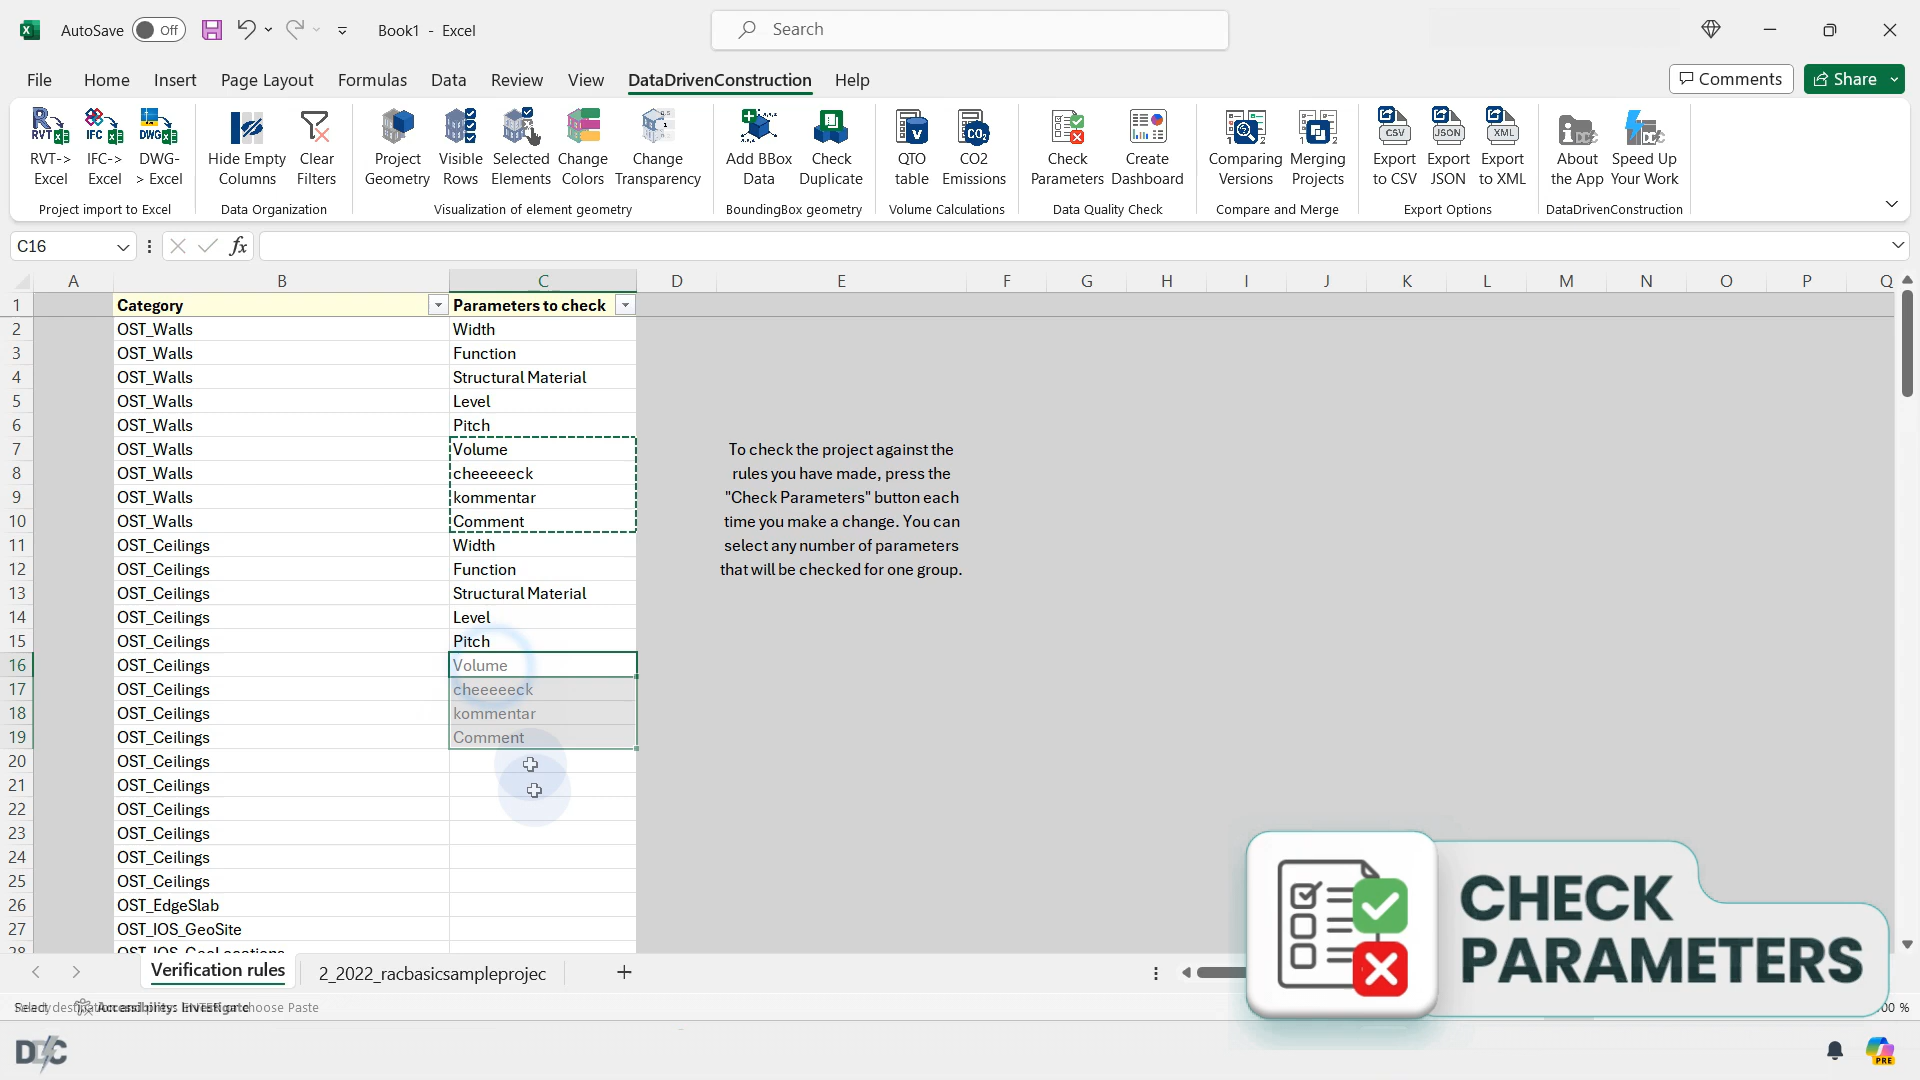 AutoSave Off Book1 - Excel Search
File Home Insert Page Layout Formulas Data Review View DataDrivenConstruction Help Comments Share
RVT-> Excel IFC-> Excel DWG-> Excel Hide Empty Columns Clear Filters Project Geometry Visible Rows Selected Elements Change Colors Change Transparency Add BBox Data Check Duplicate QTO table CO2 Emissions Check Parameters Create Dashboard Comparing Versions Merging Projects Export to CSV Export JSON Export to XML About the App Speed Up Your Work
Project import to Excel Data Organization Visualization of element geometry BoundingBox geometry Volume Calculations Data Quality Check Compare and Merge Export Options DataDrivenConstruction
C16 fx
A B C D E F G H I J K L M N O P Q
1 Category Parameters to check
2 OST_Walls Width
3 OST_Walls Function
4 OST_Walls Structural Material
5 OST_Walls Level
6 OST_Walls Pitch
7 OST_Walls Volume
8 OST_Walls cheeeeeck
9 OST_Walls kommentar
10 OST_Walls Comment
11 OST_Ceilings Width
12 OST_Ceilings Function
13 OST_Ceilings Structural Material
14 OST_Ceilings Level
15 OST_Ceilings Pitch
16 OST_Ceilings Volume
17 OST_Ceilings cheeeeeck
18 OST_Ceilings kommentar
19 OST_Ceilings Comment
20 OST_Ceilings
21 OST_Ceilings
22 OST_Ceilings
23 OST_Ceilings
24 OST_Ceilings
25 OST_Ceilings
26 OST_EdgeSlab
27 OST_IOS_GeoSite
28 OST_IOS_GeoLocations
To check the project against the
rules you have made, press the
"Check Parameters" button each
time you make a change. You can
select any number of parameters
that will be checked for one group.
CHECK
PARAMETERS
Verification rules 2_2022_racbasicsampleprojec
Accessibility: Investigate
DDC
PRE